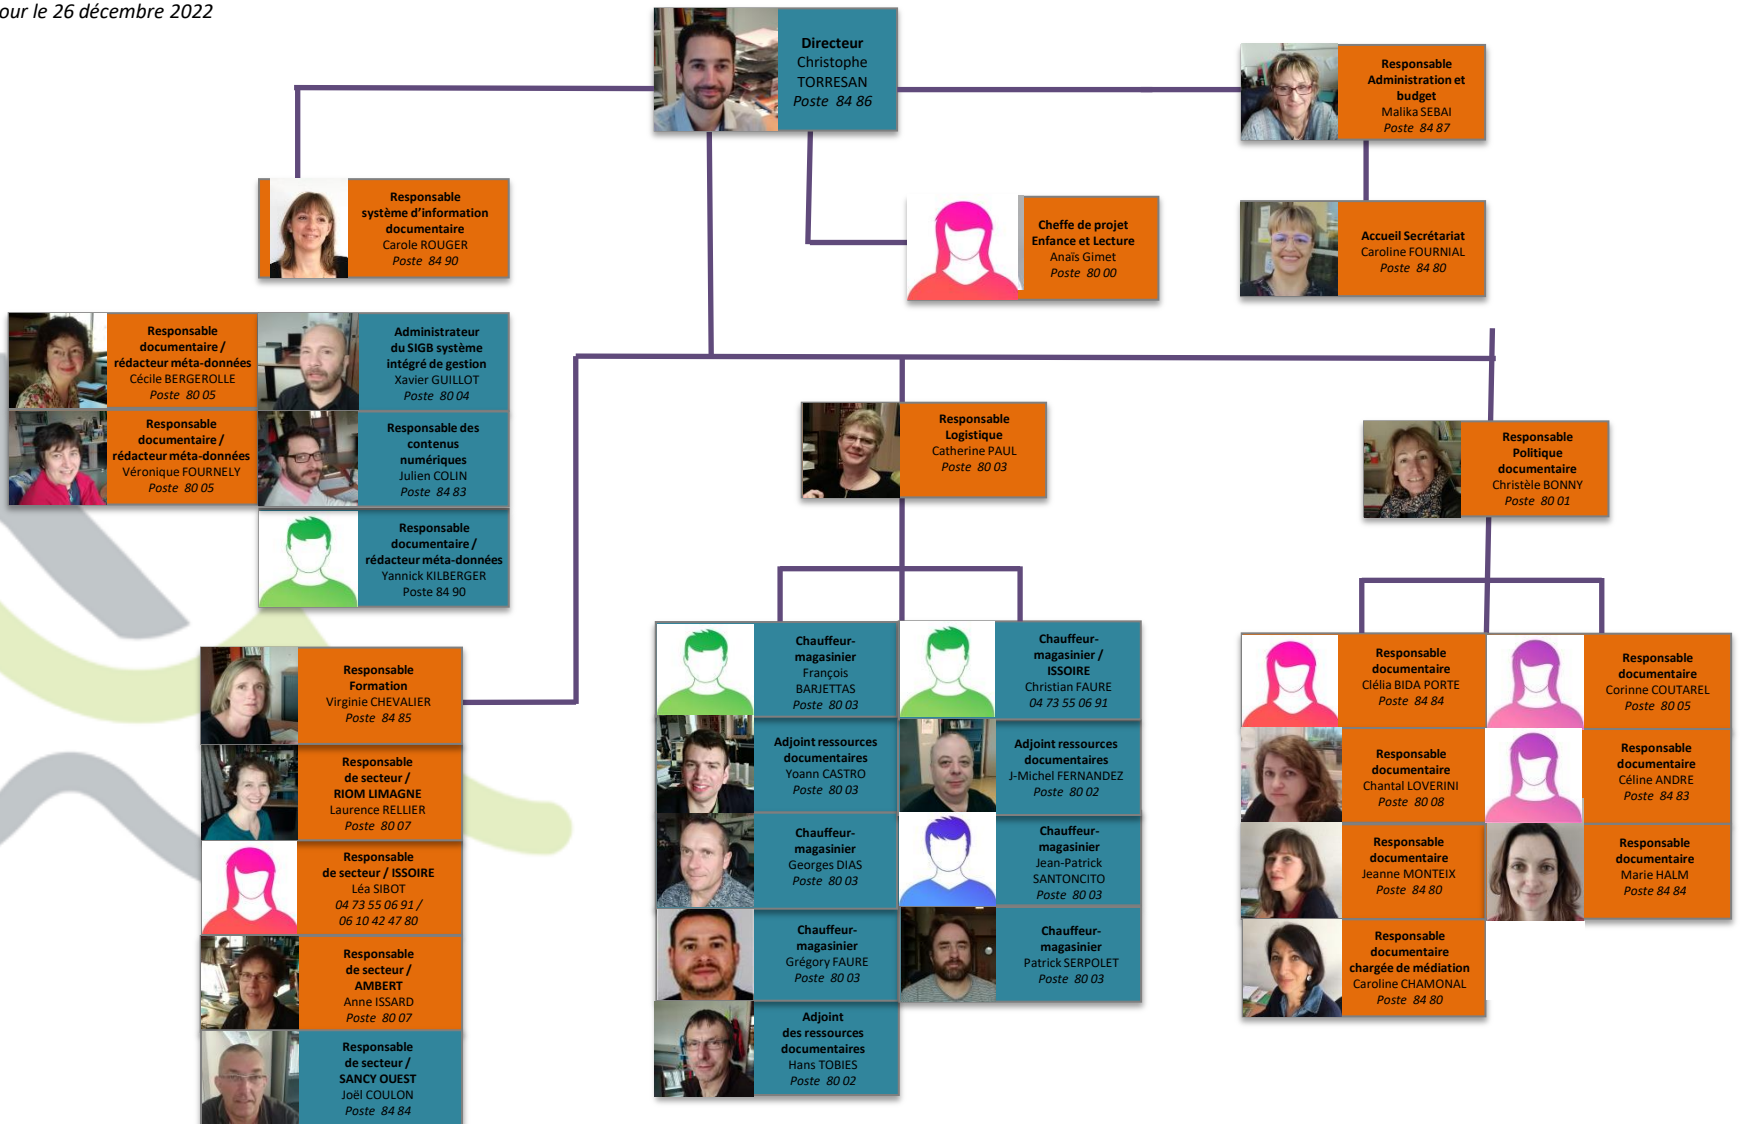 our le 26 décembre 2022
Directeur
Christophe
TORRESAN
Poste 84 86
Responsable
Administration et
budget
Malika SEBAI
Poste 84 87
Responsable
système d'information
documentaire
Carole ROUGER
Poste 84 90
Cheffe de projet
Enfance et Lecture
Anaïs Gimet
Poste 80 00
Accueil Secrétariat
Caroline FOURNIAL
Poste 84 80
Responsable
documentaire /
rédacteur méta-données
Cécile BERGEROLLE
Poste 80 05
Administrateur
du SIGB système
intégré de gestion
Xavier GUILLOT
Poste 80 04
Responsable
documentaire /
rédacteur méta-données
Véronique FOURNELY
Poste 80 05
Responsable des
contenus
numériques
Julien COLIN
Poste 84 83
Responsable
documentaire /
rédacteur méta-données
Yannick KILBERGER
Poste 84 90
Responsable
Logistique
Catherine PAUL
Poste 80 03
Responsable
Politique
documentaire
Christèle BONNY
Poste 80 01
Responsable
Formation
Virginie CHEVALIER
Poste 84 85
Responsable
de secteur /
RIOM LIMAGNE
Laurence RELLIER
Poste 80 07
Responsable
de secteur / ISSOIRE
Léa SIBOT
04 73 55 06 91 /
06 10 42 47 80
Responsable
de secteur /
AMBERT
Anne ISSARD
Poste 80 07
Responsable
de secteur /
SANCY OUEST
Joël COULON
Poste 84 84
Chauffeur-
magasinier
François
BARJETTAS
Poste 80 03
Chauffeur-
magasinier /
ISSOIRE
Christian FAURE
04 73 55 06 91
Adjoint ressources
documentaires
Yoann CASTRO
Poste 80 03
Adjoint ressources
documentaires
J-Michel FERNANDEZ
Poste 80 02
Chauffeur-
magasinier
Georges DIAS
Poste 80 03
Chauffeur-
magasinier
Jean-Patrick
SANTONCITO
Poste 80 03
Chauffeur-
magasinier
Grégory FAURE
Poste 80 03
Chauffeur-
magasinier
Patrick SERPOLET
Poste 80 03
Adjoint
des ressources
documentaires
Hans TOBIES
Poste 80 02
Responsable
documentaire
Clélia BIDA PORTE
Poste 84 84
Responsable
documentaire
Corinne COUTAREL
Poste 80 05
Responsable
documentaire
Chantal LOVERINI
Poste 80 08
Responsable
documentaire
Céline ANDRE
Poste 84 83
Responsable
documentaire
Jeanne MONTEIX
Poste 84 80
Responsable
documentaire
Marie HALM
Poste 84 84
Responsable
documentaire
chargée de médiation
Caroline CHAMONAL
Poste 84 80